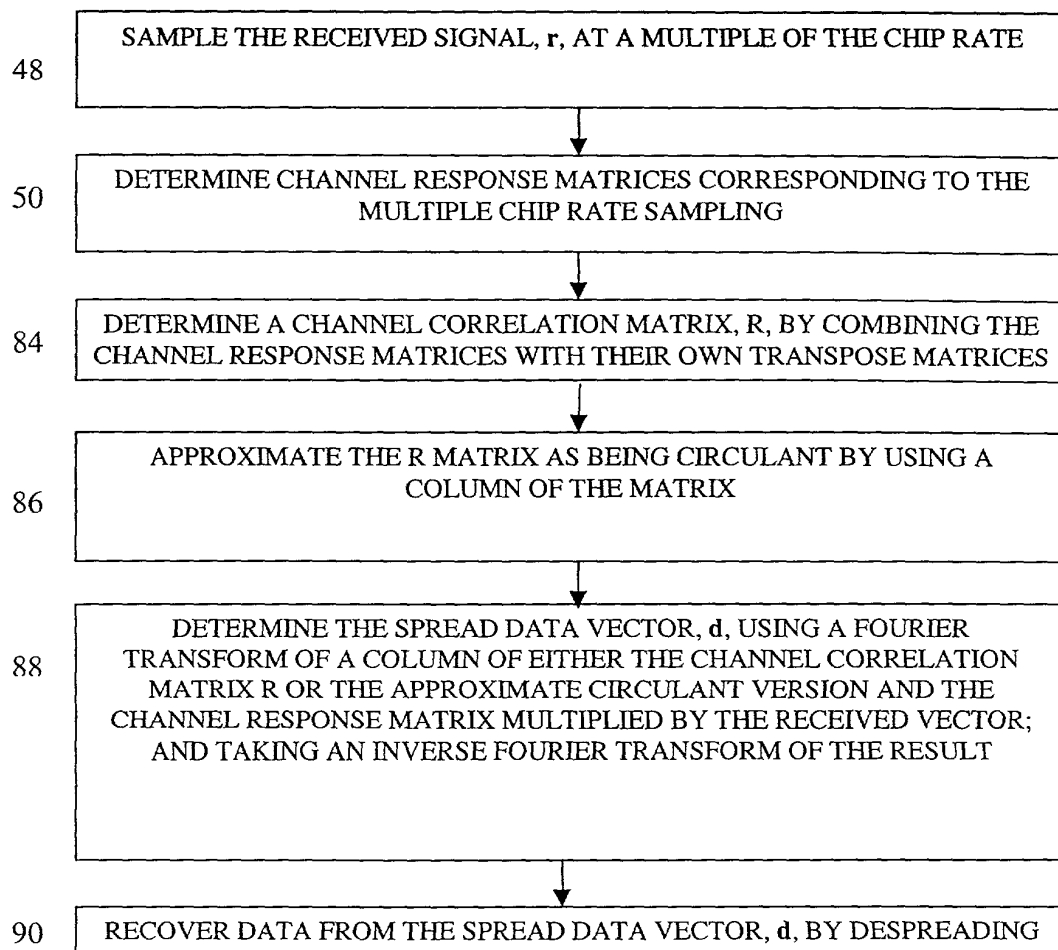 48
SAMPLE THE RECEIVED SIGNAL, r, AT A MULTIPLE OF THE CHIP RATE
50
DETERMINE CHANNEL RESPONSE MATRICES CORRESPONDING TO THE
MULTIPLE CHIP RATE SAMPLING
84
DETERMINE A CHANNEL CORRELATION MATRIX, R, BY COMBINING THE
CHANNEL RESPONSE MATRICES WITH THEIR OWN TRANSPOSE MATRICES
86
APPROXIMATE THE R MATRIX AS BEING CIRCULANT BY USING A
COLUMN OF THE MATRIX
88
DETERMINE THE SPREAD DATA VECTOR, d, USING A FOURIER
TRANSFORM OF A COLUMN OF EITHER THE CHANNEL CORRELATION
MATRIX R OR THE APPROXIMATE CIRCULANT VERSION AND THE
CHANNEL RESPONSE MATRIX MULTIPLIED BY THE RECEIVED VECTOR;
AND TAKING AN INVERSE FOURIER TRANSFORM OF THE RESULT
90
RECOVER DATA FROM THE SPREAD DATA VECTOR, d, BY DESPREADING